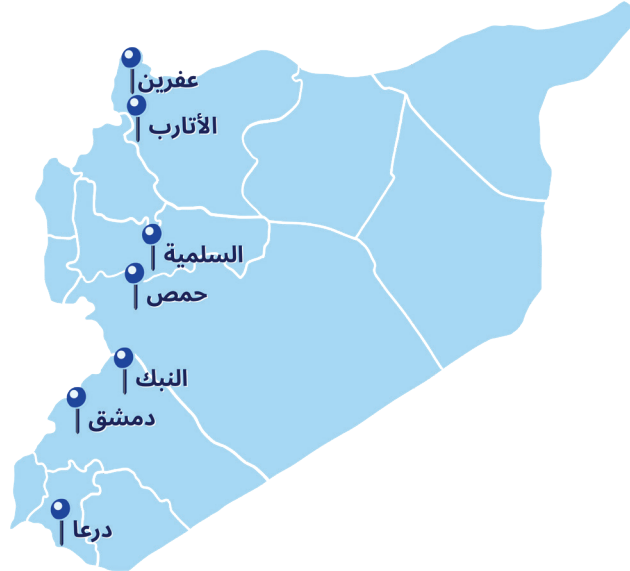 عفرين
الأتارب
السلمية
حمص
النبك
دمشق
درعا